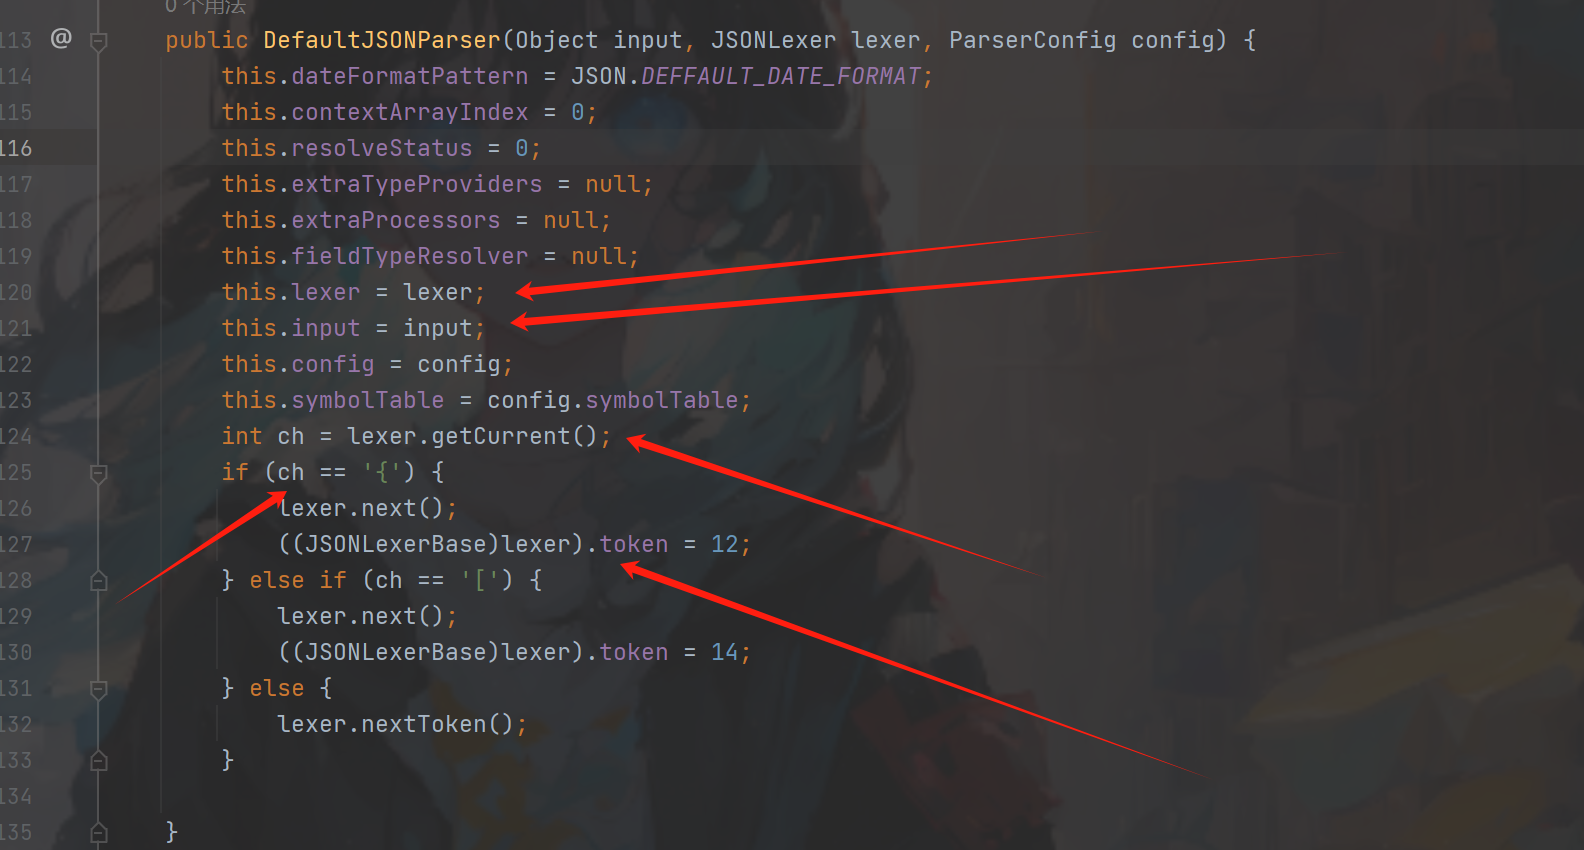 0 个用法
113 @ public DefaultJSONParser(Object input, JSONLexer lexer, ParserConfig config) {
114 this.dateFormatPattern = JSON.DEFFAULT_DATE_FORMAT;
115 this.contextArrayIndex = 0;
116 this.resolveStatus = 0;
117 this.extraTypeProviders = null;
118 this.extraProcessors = null;
119 this.fieldTypeResolver = null;
120 this.lexer = lexer;
121 this.input = input;
122 this.config = config;
123 this.symbolTable = config.symbolTable;
124 int ch = lexer.getCurrent();
125 if (ch == '{') {
126 lexer.next();
127 ((JSONLexerBase)lexer).token = 12;
128 } else if (ch == '[') {
129 lexer.next();
130 ((JSONLexerBase)lexer).token = 14;
131 } else {
132 lexer.nextToken();
133 }
134
135 }